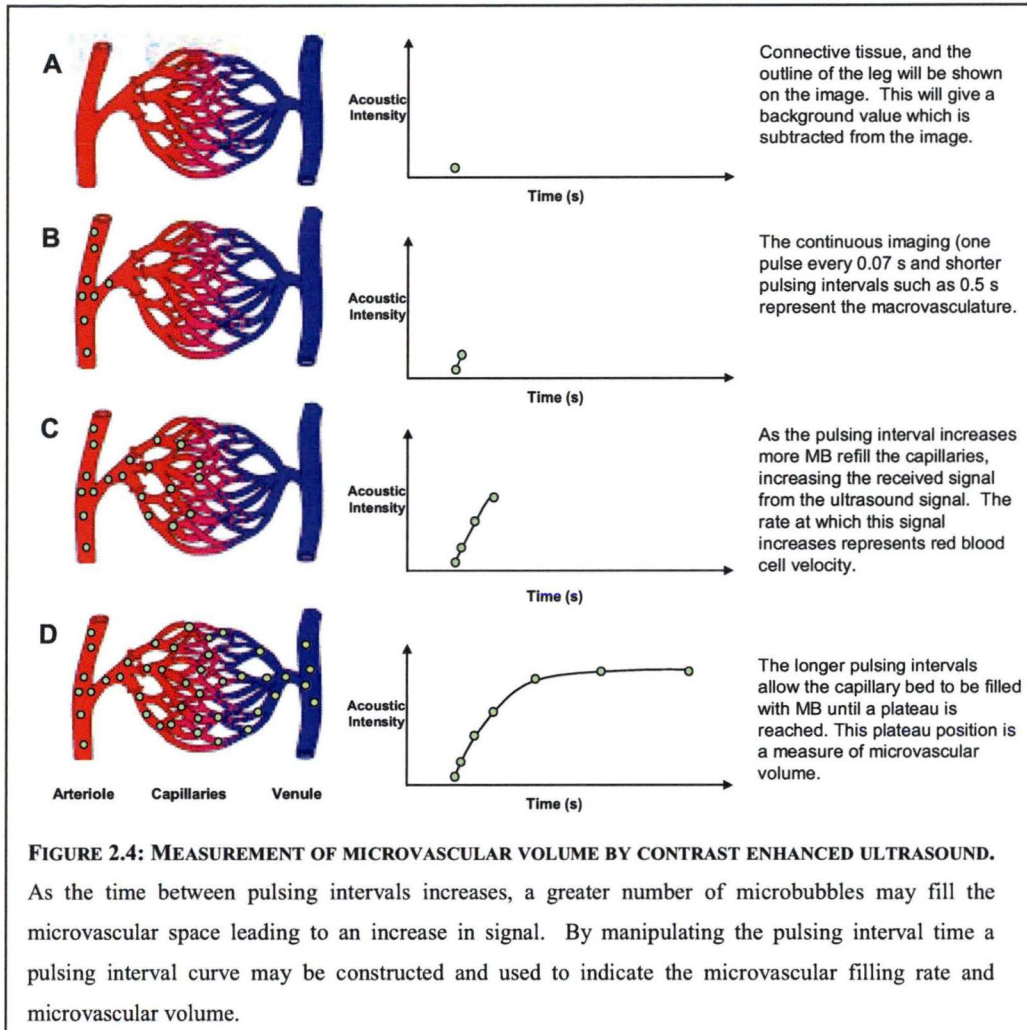 A
Acoustic
Intensity
Time (s)
Connective tissue, and the
outline of the leg will be shown
on the image. This will give a
background value which is
subtracted from the image.
B
Acoustic
Intensity
Time (s)
The continuous imaging (one
pulse every 0.07 s and shorter
pulsing intervals such as 0.5 s
represent the macrovasculature.
C
Acoustic
Intensity
Time (s)
As the pulsing interval increases
more MB refill the capillaries,
increasing the received signal
from the ultrasound signal. The
rate at which this signal
increases represents red blood
cell velocity.
D
Acoustic
Intensity
Time (s)
The longer pulsing intervals
allow the capillary bed to be filled
with MB until a plateau is
reached. This plateau position is
a measure of microvascular
volume.
Arteriole Capillaries Venule
FIGURE 2.4: MEASUREMENT OF MICROVASCULAR VOLUME BY CONTRAST ENHANCED ULTRASOUND.
As the time between pulsing intervals increases, a greater number of microbubbles may fill the
microvascular space leading to an increase in signal. By manipulating the pulsing interval time a
pulsing interval curve may be constructed and used to indicate the microvascular filling rate and
microvascular volume.